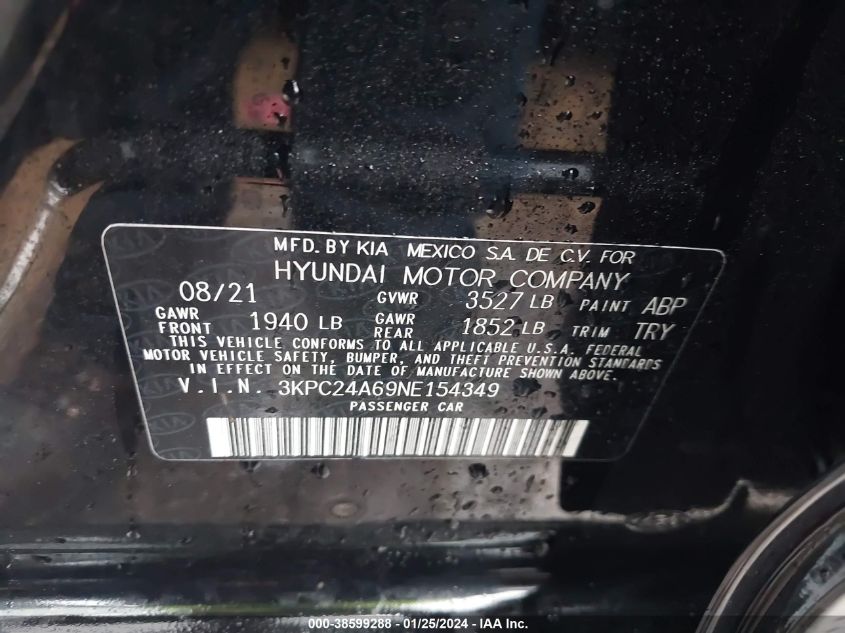 MFD. BY KIA MEXICO S.A. DE C.V. FOR
HYUNDAI MOTOR COMPANY
08/21 GVWR 3527 LB PAINT ABP
GAWR FRONT 1940 LB GAWR REAR 1852 LB TRIM TRY
THIS VEHICLE CONFORMS TO ALL APPLICABLE U.S.A. FEDERAL
MOTOR VEHICLE SAFETY, BUMPER, AND THEFT PREVENTION STANDARDS
IN EFFECT ON THE DATE OF MANUFACTURE SHOWN ABOVE.
V.I.N. 3KPC24A69NE154349
PASSENGER CAR
000-38599288 - 01/25/2024 - IAA Inc.